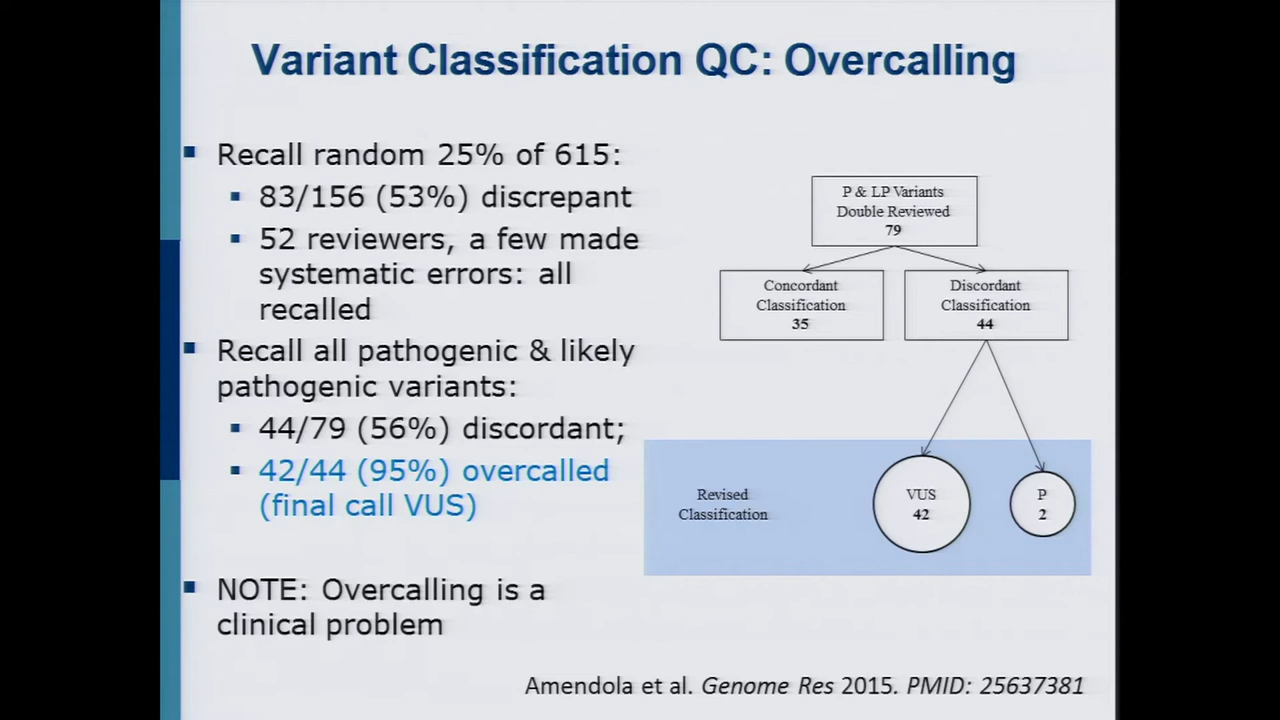 Variant Classification QC: Overcalling
Recall random 25% of 615:
83/156 (53%) discrepant
52 reviewers, a few made
systematic errors: all
recalled
Recall all pathogenic & likely
pathogenic variants:
44/79 (56%) discordant;
42/44 (95%) overcalled
(final call VUS)
NOTE: Overcalling is a
clinical problem
P & LP Variants
Double Reviewed
79
Concordant
Classification
35
Discordant
Classification
44
Revised
Classification
VUS
42
P
2
Amendola et al. Genome Res 2015. PMID: 25637381